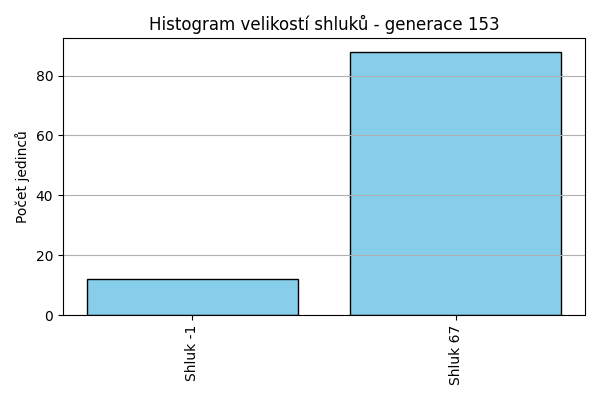 Histogram velikostí shluků - generace 153
Počet jedinců
80
60
40
20
0
Shluk -1
Shluk 67